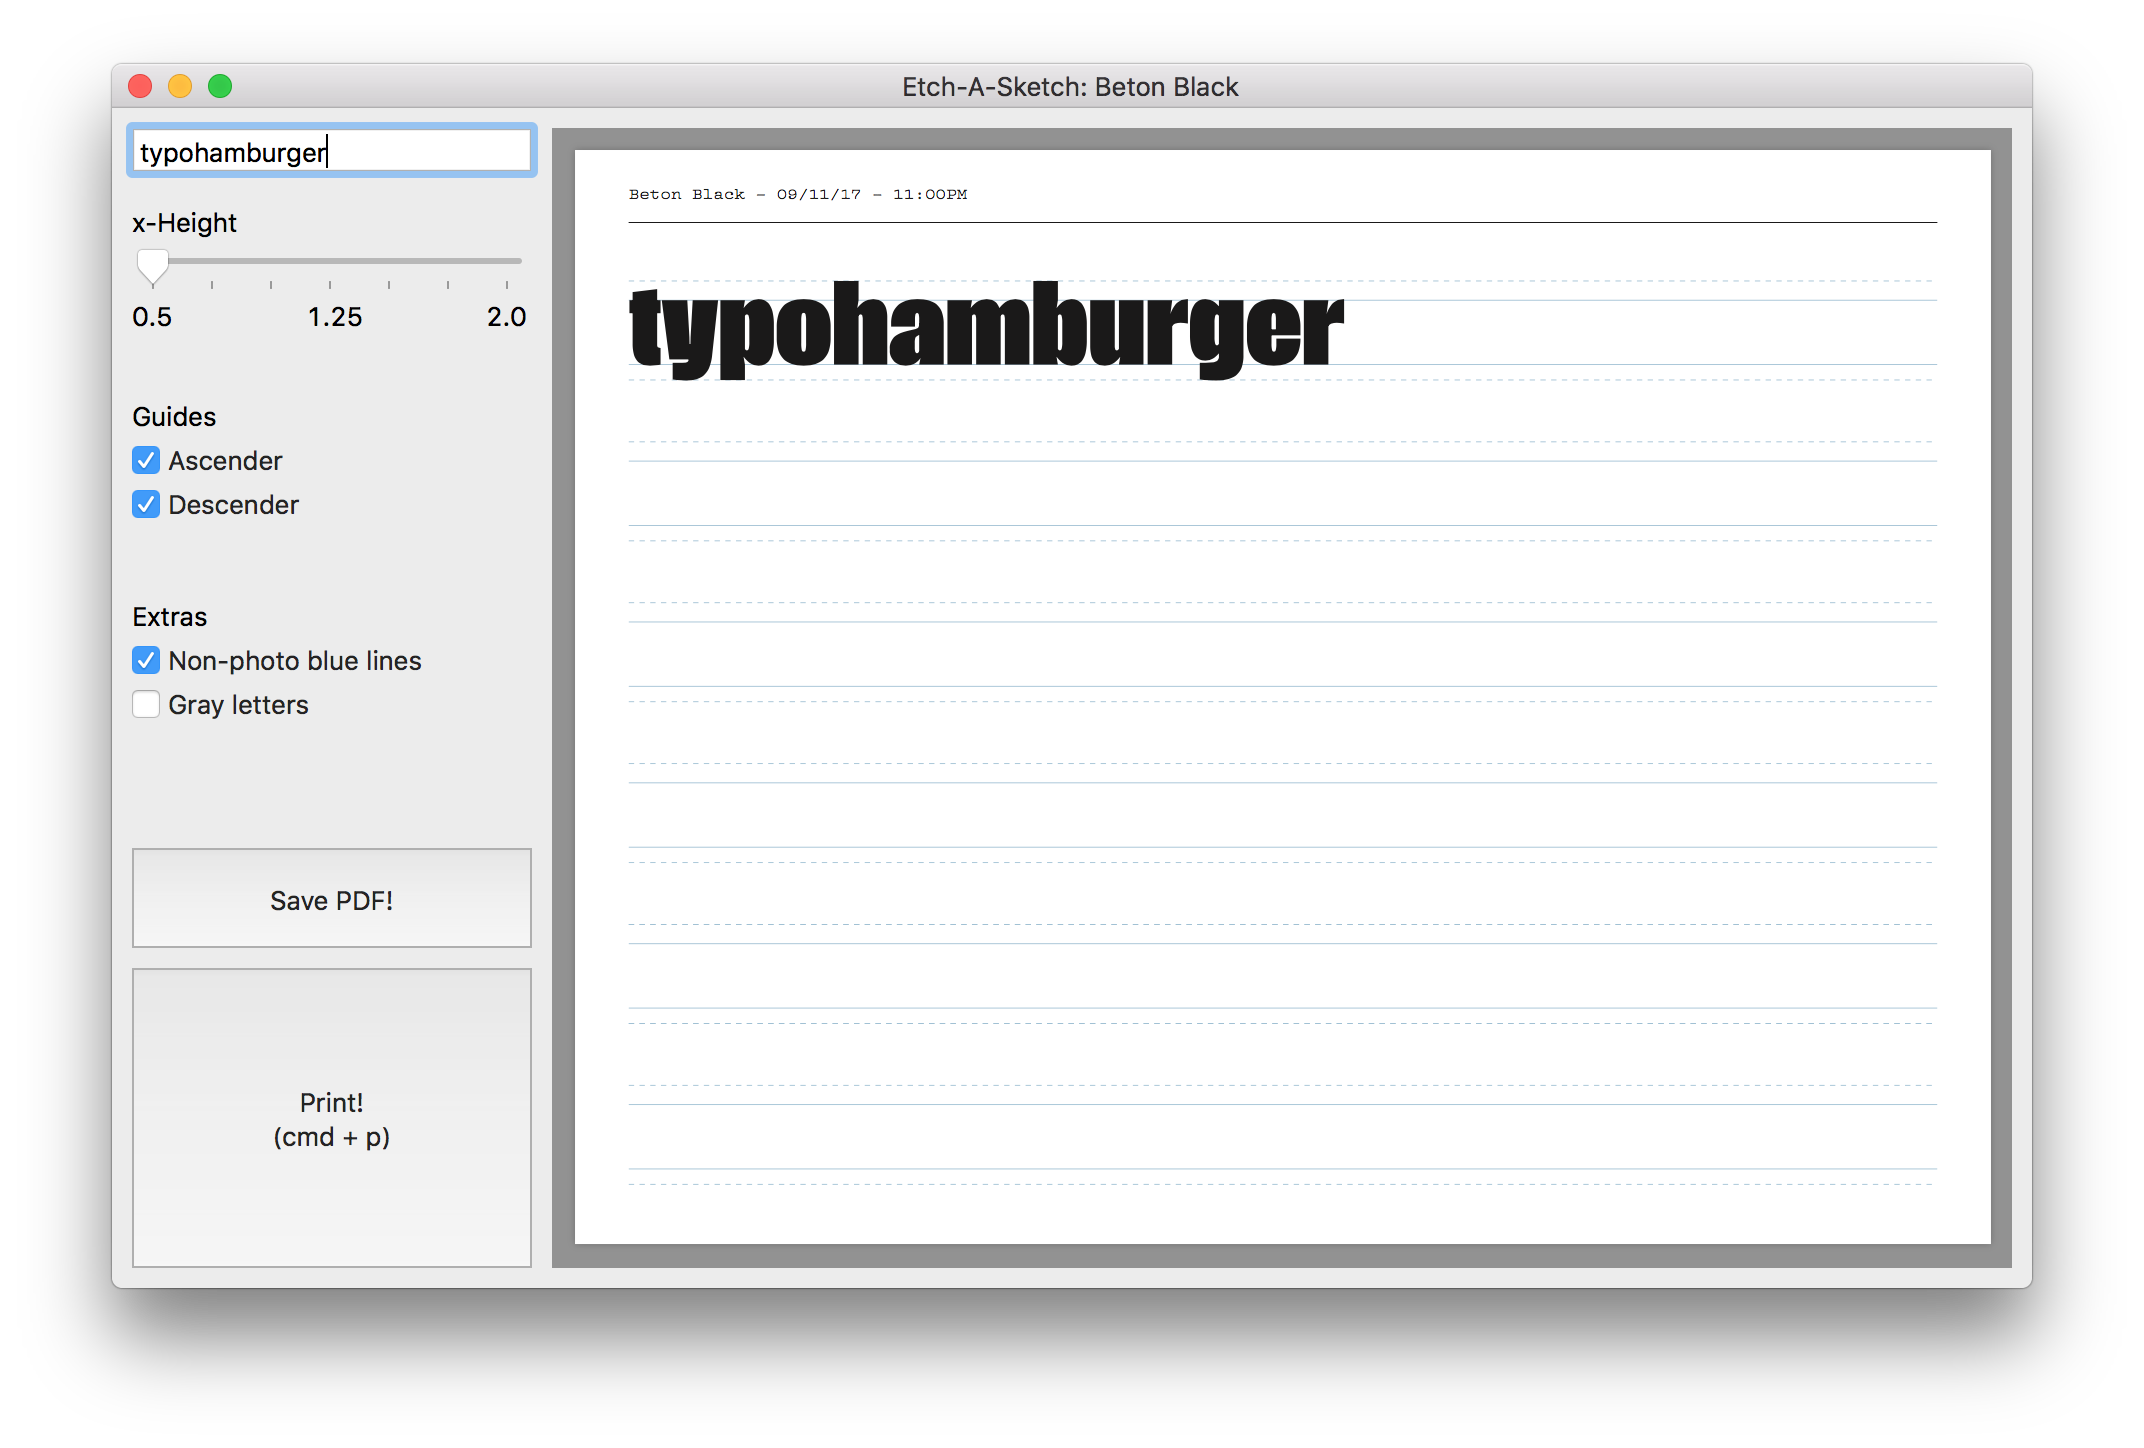 Etch-A-Sketch: Beton Black
typohamburger
x-Height
0.5 1.25 2.0
Guides
Ascender
Descender
Extras
Non-photo blue lines
Gray letters
Save PDF!
Print!
(cmd + p)
Beton Black – 09/11/17 – 11:00PM
typohamburger